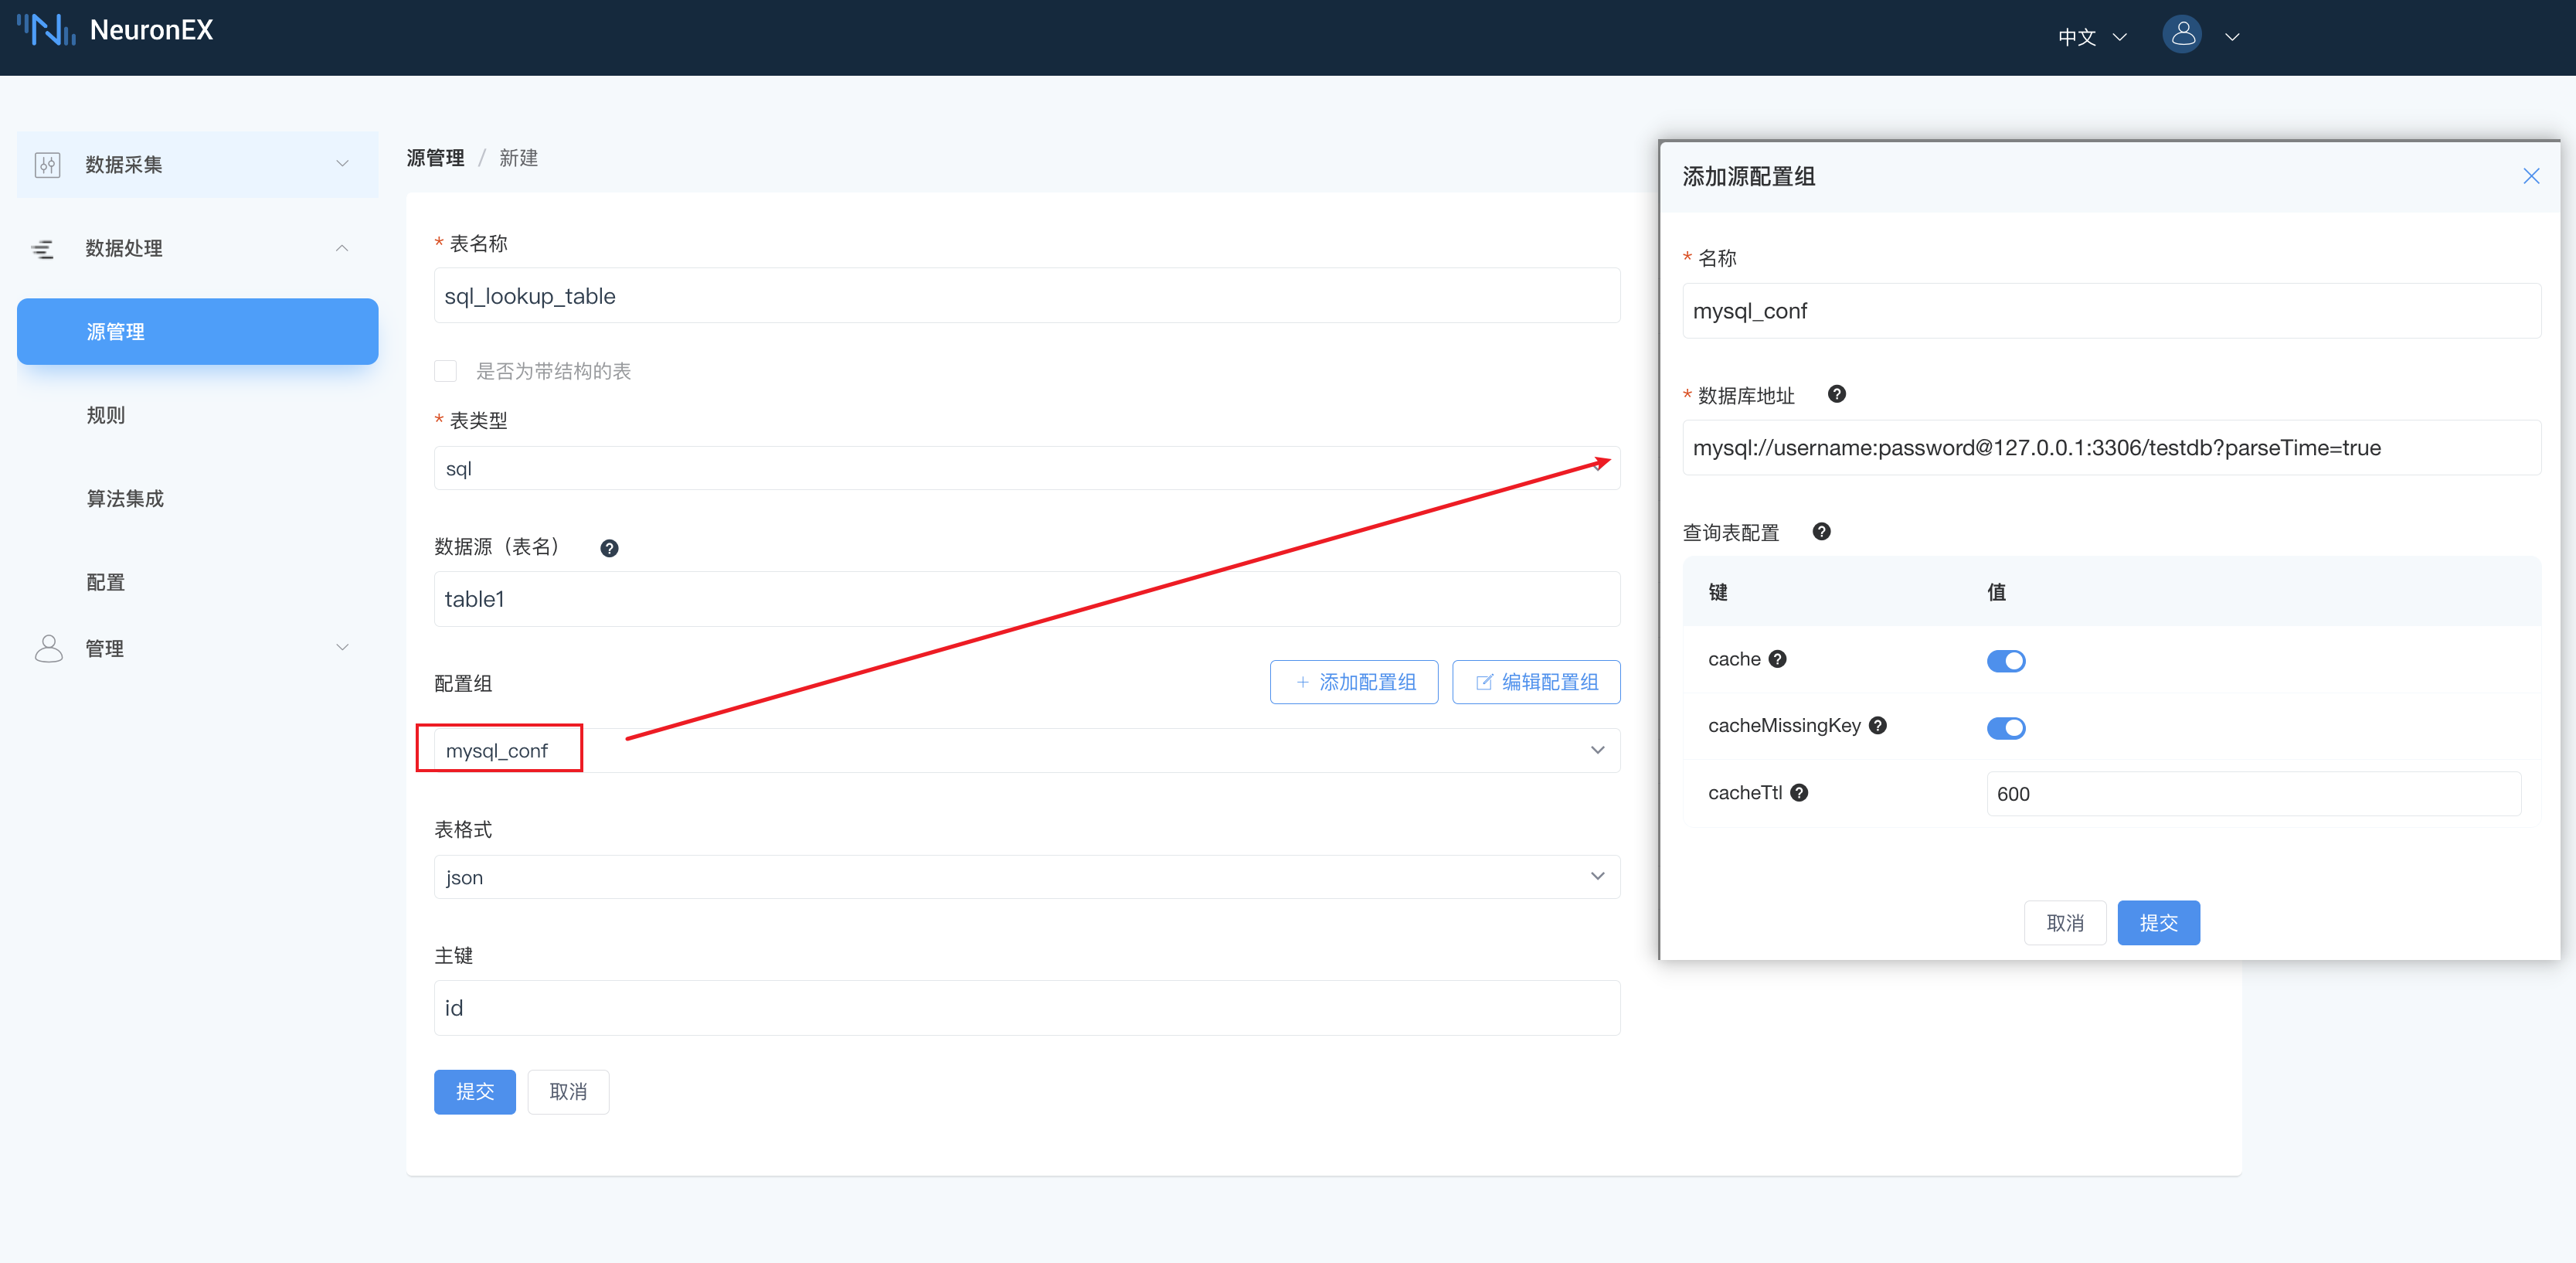 NeuronEX
中文
数据采集
数据处理
源管理
规则
算法集成
配置
管理
源管理 / 新建
* 表名称
sql_lookup_table
是否为带结构的表
* 表类型
sql
数据源（表名）
table1
配置组
添加配置组
编辑配置组
mysql_conf
表格式
json
主键
id
提交
取消
添加源配置组
* 名称
mysql_conf
* 数据库地址
mysql://username:password@127.0.0.1:3306/testdb?parseTime=true
查询表配置
键 值
cache
cacheMissingKey
cacheTtl 600
取消 提交